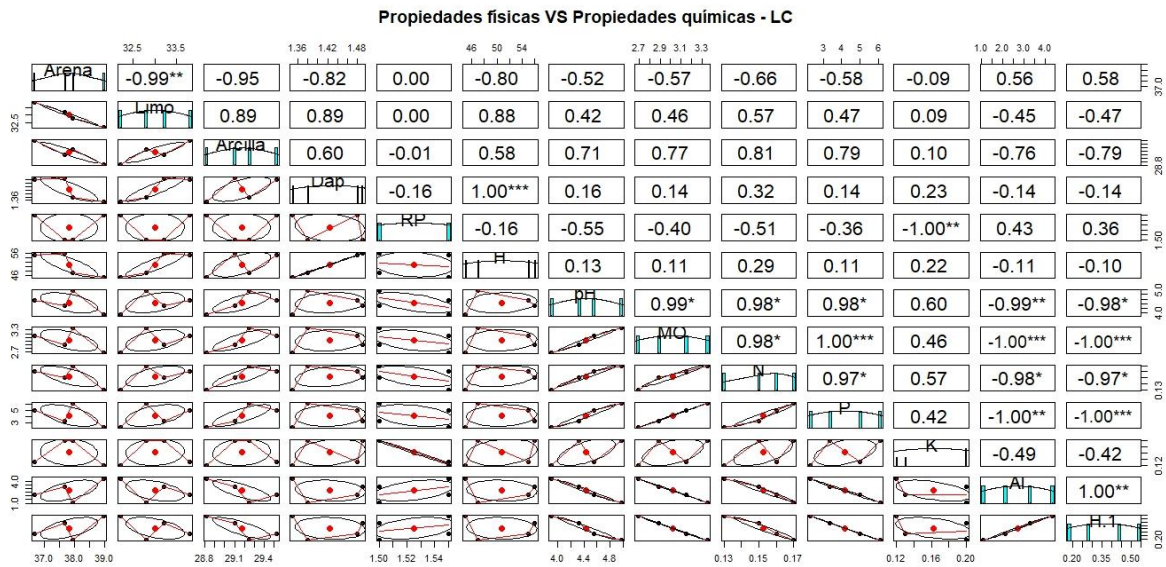 Propiedades físicas VS Propiedades químicas - LC
32.5 33.5 1.36 1.42 1.48 46 50 54 2.7 2.9 3.1 3.3 3 4 5 6 1.0 2.0 3.0 4.0
Arena -0.99** -0.95 -0.82 0.00 -0.80 -0.52 -0.57 -0.66 -0.58 -0.09 0.56 0.58 37.0
32.5 Limo 0.89 0.89 0.00 0.88 0.42 0.46 0.57 0.47 0.09 -0.45 -0.47
Arcilla 0.60 -0.01 0.58 0.71 0.77 0.81 0.79 0.10 -0.76 -0.79 28.8
1.36 Dap -0.16 1.00*** 0.16 0.14 0.32 0.14 0.23 -0.14 -0.14
RP -0.16 -0.55 -0.40 -0.51 -0.36 -1.00** 0.43 0.36 1.50
46 56 H 0.13 0.11 0.29 0.11 0.22 -0.11 -0.10
pH 0.99* 0.98* 0.98* 0.60 -0.99** -0.98* 4.0 5.0
2.7 3.3 MO 0.98* 1.00*** 0.46 -1.00*** -1.00***
N 0.97* 0.57 -0.98* -0.97* 0.13
3 5 P 0.42 -1.00** -1.00***
K -0.49 -0.42 0.12
1.0 4.0 Al 1.00**
H.1 0.20
37.0 38.0 39.0 28.8 29.1 29.4 1.50 1.52 1.54 4.0 4.4 4.8 0.13 0.15 0.17 0.12 0.16 0.20 0.20 0.35 0.50